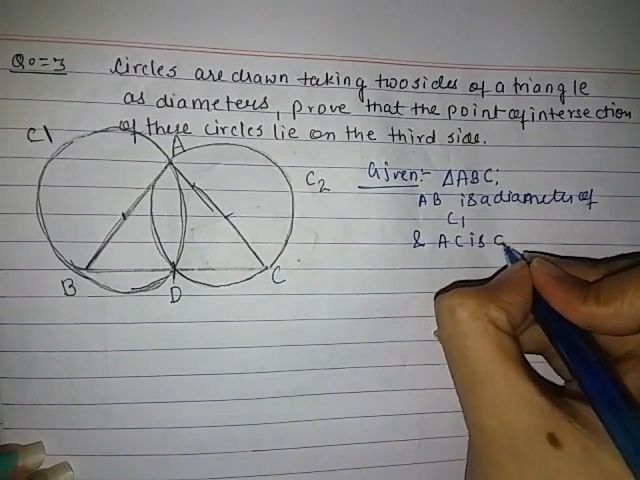 Qo=3 Circles are drawn taking two sides of a triangle
as diameters, prove that the point of intersection
of these circles lie on the third side.
C1
A
C2
Given:- ΔABC;
AB is a diameter of
C1
& AC is a
B
D
C